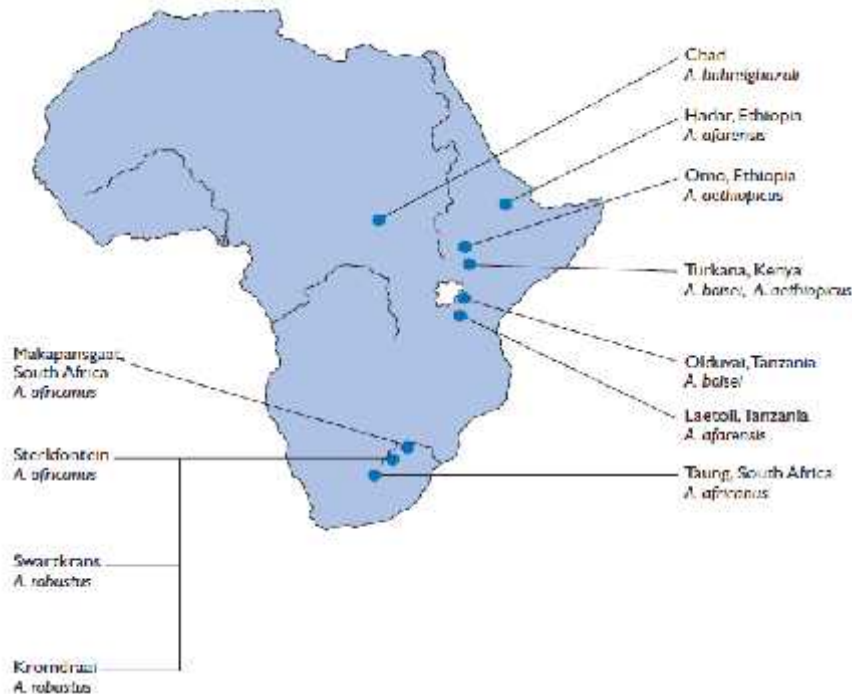 Chad
A. bahrelghazali
Hadar, Ethiopia
A. afarensis
Omo, Ethiopia
A. aethiopicus
Turkana, Kenya
A. boisei, A. aethiopicus
Olduvai, Tanzania
A. boisei
Laetoli, Tanzania
A. afarensis
Taung, South Africa
A. africanus
Makapansgaat,
South Africa
A. africanus
Sterkfontein
A. africanus
Swartkrans
A. robustus
Kromdraai
A. robustus